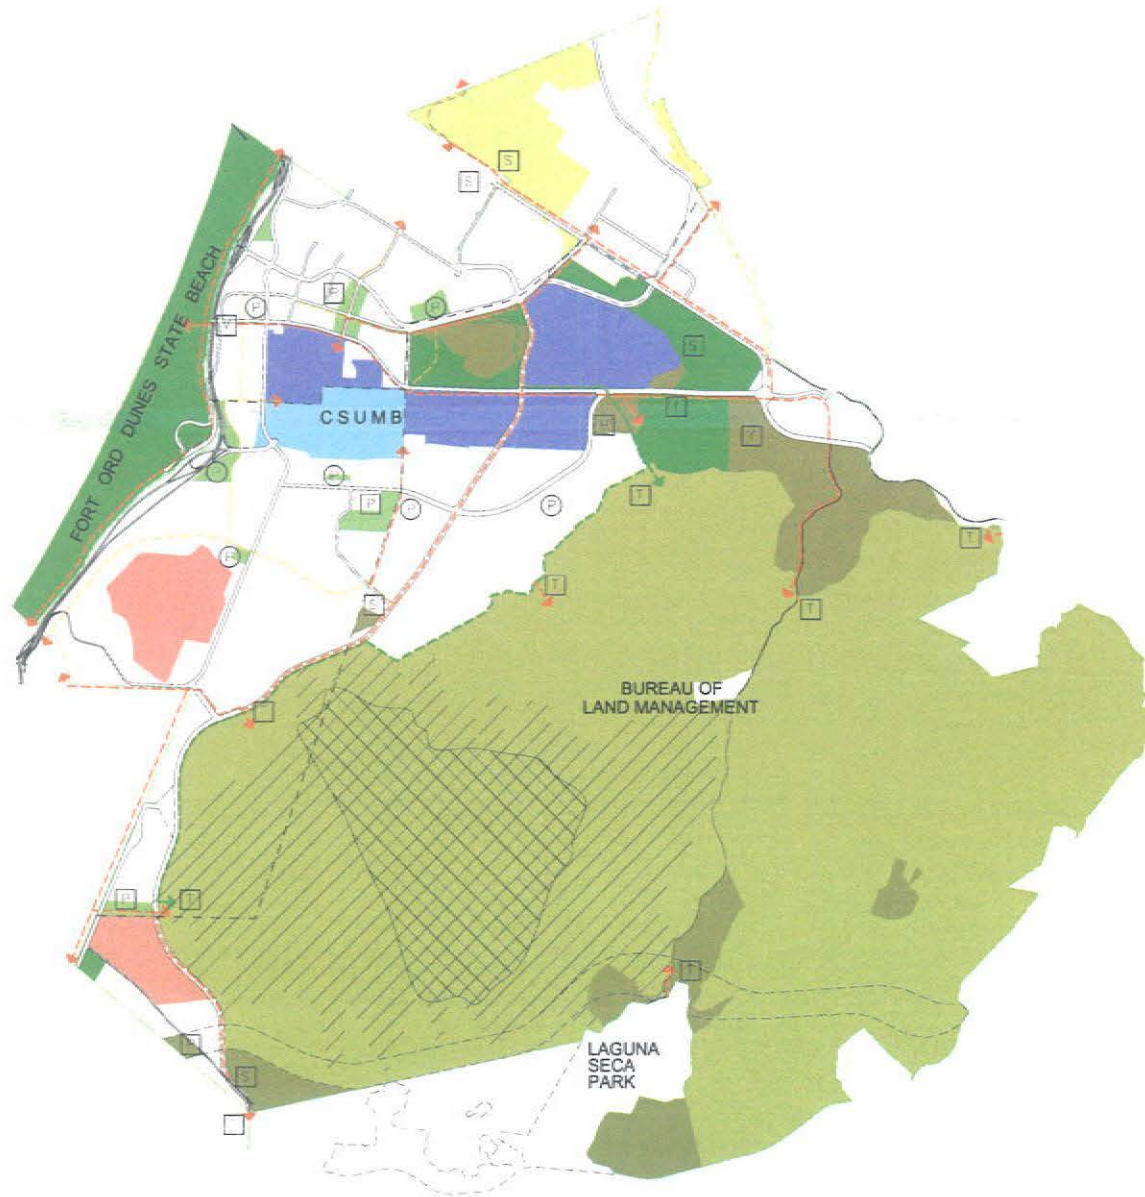 S
S
FORT ORD DUNES STATE BEACH
P
P
P
V
S
CSUMB
T
P
P
T
T
T
S
T
BUREAU OF
LAND MANAGEMENT
P
T
T
LAGUNA
SECA
PARK
S